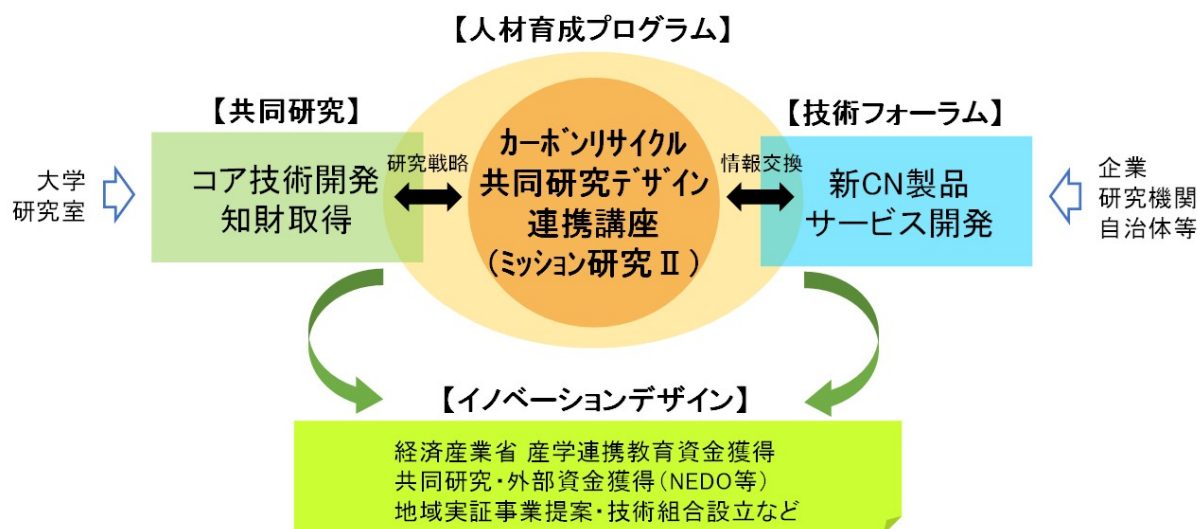 【人材育成プログラム】
【共同研究】
【技術フォーラム】
大学
研究室
コア技術開発
知財取得
研究戦略
カーボンリサイクル
共同研究デザイン
連携講座
(ミッション研究Ⅱ)
情報交換
新CN製品
サービス開発
企業
研究機関
自治体等
【イノベーションデザイン】
経済産業省 産学連携教育資金獲得
共同研究・外部資金獲得(NEDO等)
地域実証事業提案・技術組合設立など